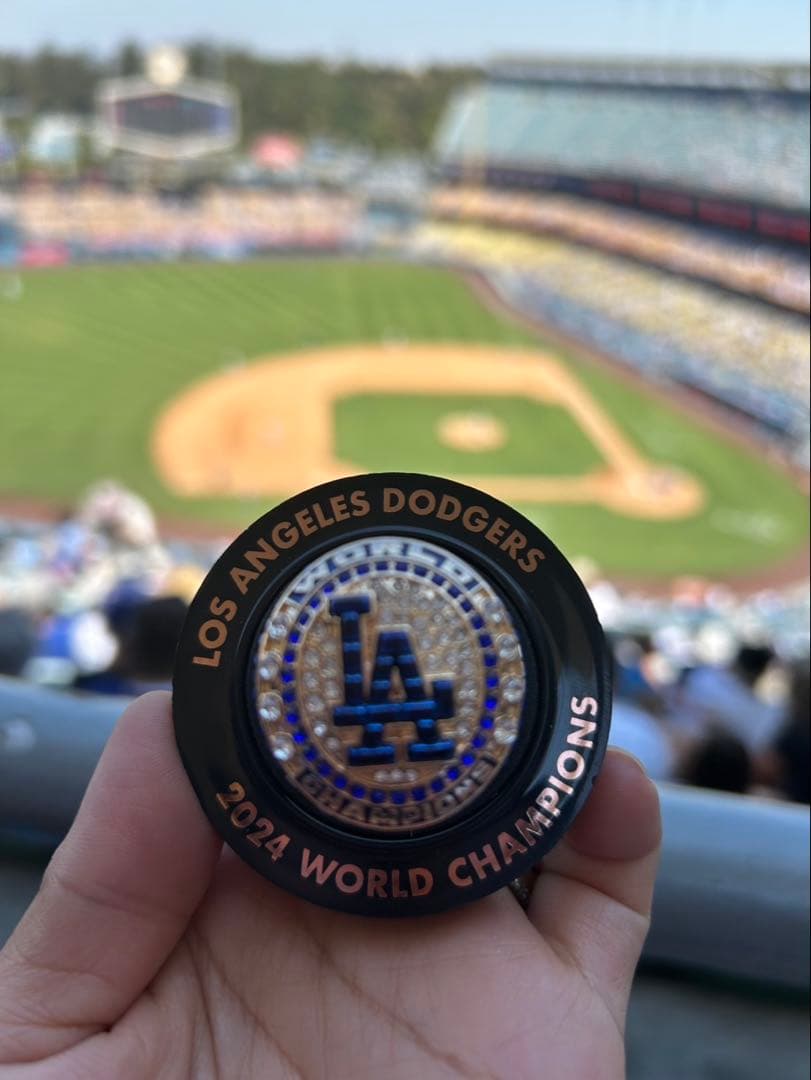 LOS ANGELES DODGERS
WORLD
LA
CHAMPIONS
2024 WORLD CHAMPIONS